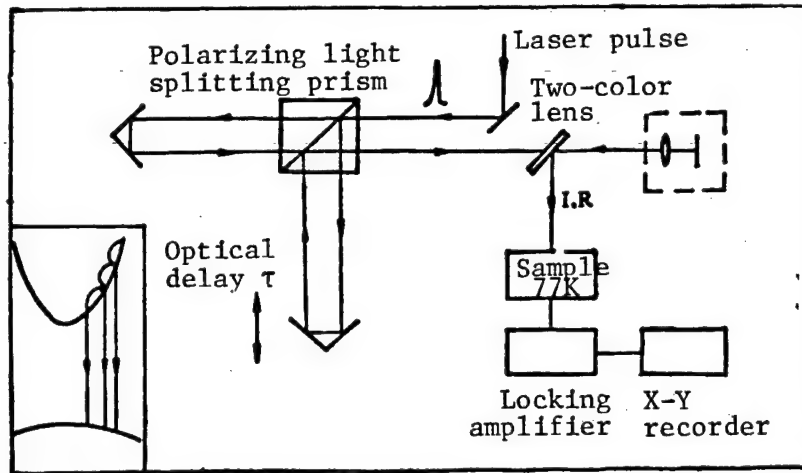 Laser pulse
Polarizing light
splitting prism
Two-color
lens
I.R
Optical
delay τ
Sample
77K
Locking
amplifier
X-Y
recorder